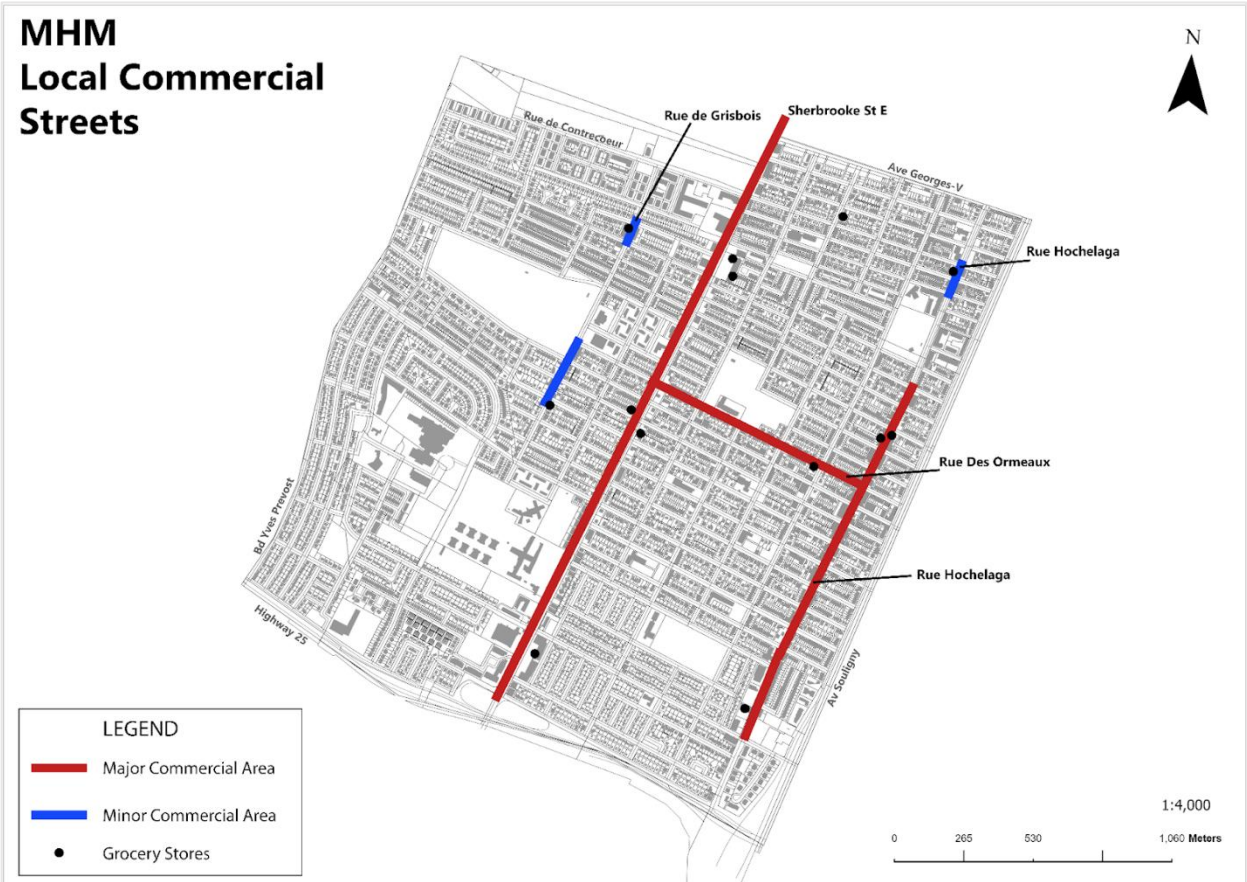 MHM
Local Commercial
Streets
N
Sherbrooke St E
Rue de Grisbois
Rue de Contrecoeur
Ave Georges-V
Rue Hochelaga
Rue Des Ormeaux
Bd Yves Prevost
Rue Hochelaga
Highway 25
Av Souligny
LEGEND
Major Commercial Area
Minor Commercial Area
Grocery Stores
1:4,000
0 265 530 1,060 Meters